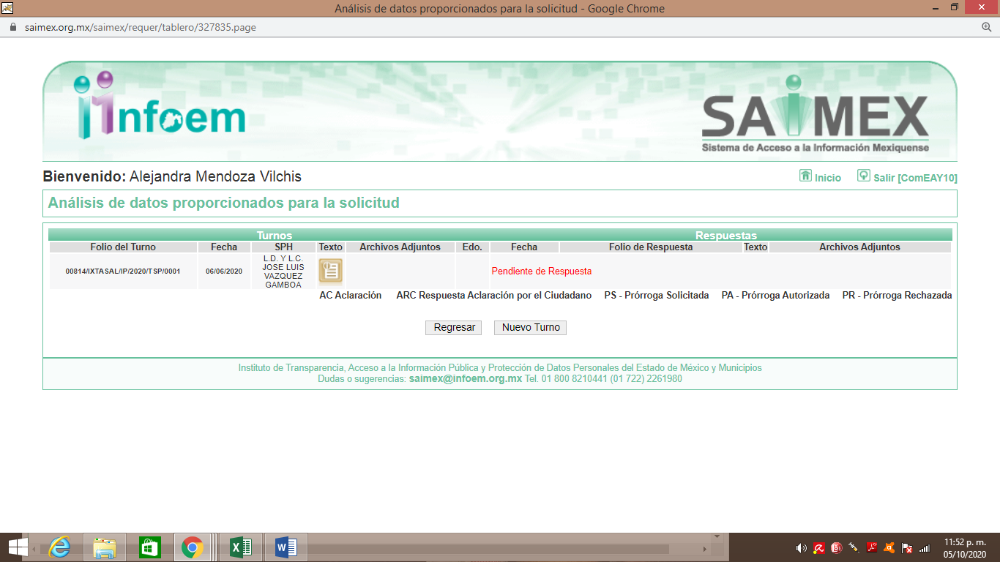 Análisis de datos proporcionados para la solicitud - Google Chrome
saimex.org.mx/saimex/requer/tablero/327835.page
infoem
SAIMEX
Sistema de Acceso a la Información Mexiquense
Bienvenido: Alejandra Mendoza Vilchis
Inicio Salir [ComEAY10]
Análisis de datos proporcionados para la solicitud
Turnos Respuestas
Folio del Turno Fecha SPH Texto Archivos Adjuntos Edo. Fecha Folio de Respuesta Texto Archivos Adjuntos
00814/IXTASAL/IP/2020/TSP/0001 06/06/2020 L.D. Y L.C.
JOSE LUIS
VAZQUEZ
GAMBOA
Pendiente de Respuesta
AC Aclaración ARC Respuesta Aclaración por el Ciudadano PS - Prórroga Solicitada PA - Prórroga Autorizada PR - Prórroga Rechazada
Regresar Nuevo Turno
Instituto de Transparencia, Acceso a la Información Pública y Protección de Datos Personales del Estado de México y Municipios
Dudas o sugerencias: saimex@infoem.org.mx Tel. 01 800 8210441 (01 722) 2261980
11:52 p. m.
05/10/2020